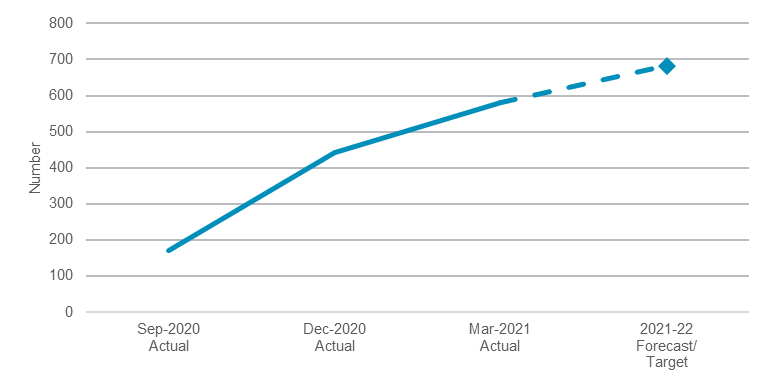 800
700
600
500
400
300
200
100
0
Number
Sep-2020
Actual
Dec-2020
Actual
Mar-2021
Actual
2021-22
Forecast/
Target